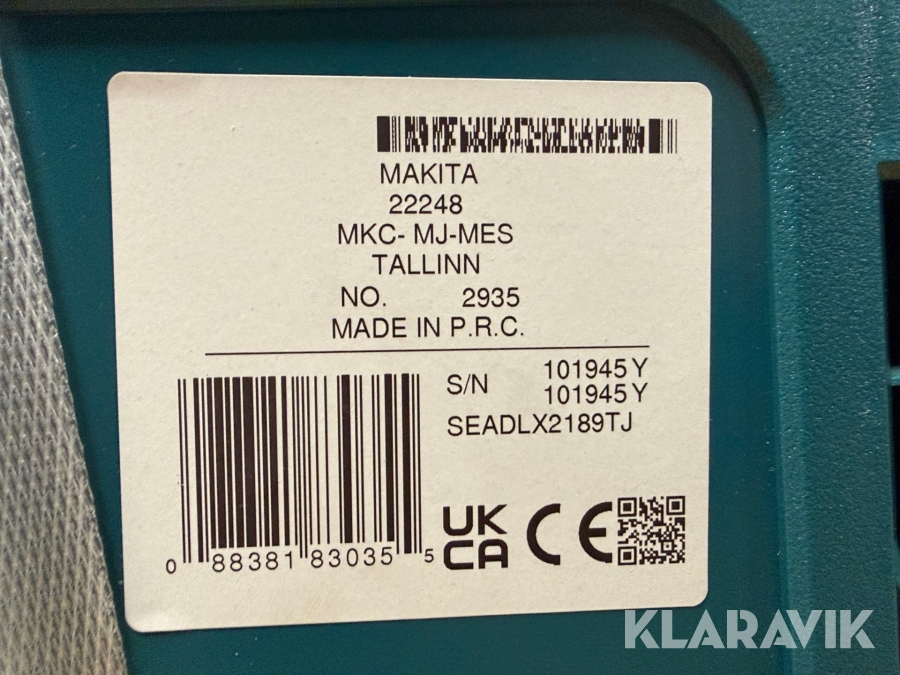 MAKITA
22248
MKC- MJ-MES
TALLINN
NO. 2935
MADE IN P.R.C.
S/N 101945 Y
101945 Y
SEADLX2189TJ
0 88381 83035 5
UK
CA CE
KLARAVIK